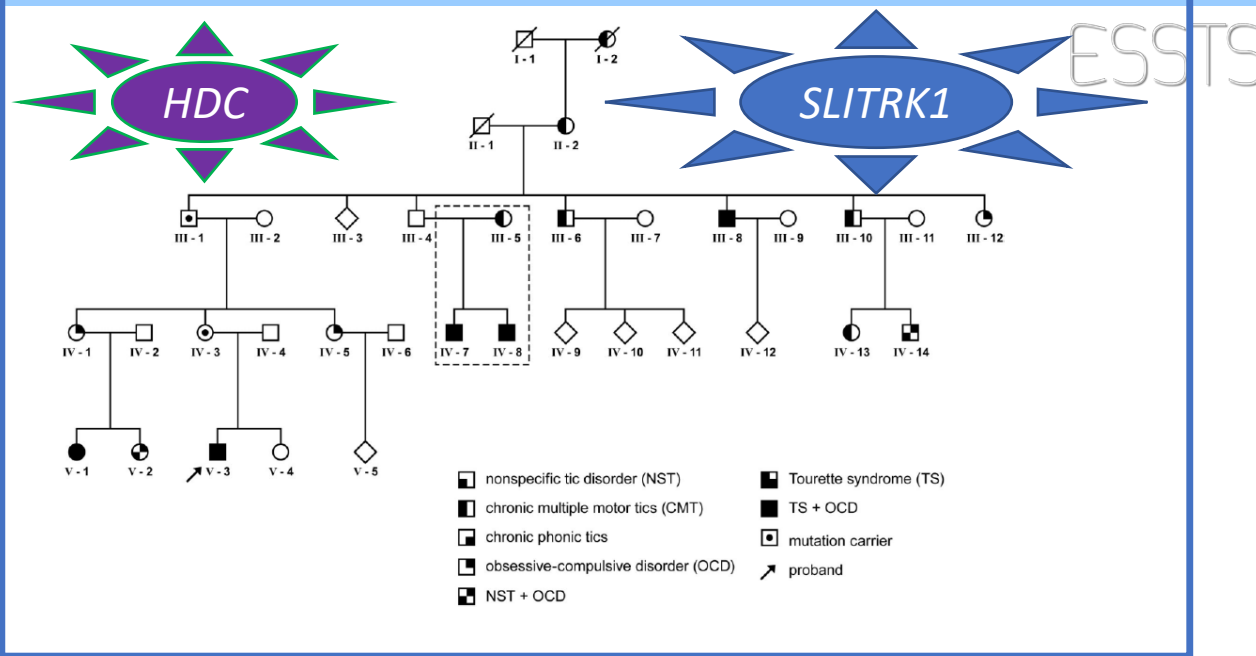 ESSTS
HDC
SLITRK1
I - 1 I - 2
II - 1 II - 2
III - 1 III - 2 III - 3 III - 4 III - 5 III - 6 III - 7 III - 8 III - 9 III - 10 III - 11 III - 12
IV - 1 IV - 2 IV - 3 IV - 4 IV - 5 IV - 6 IV - 7 IV - 8 IV - 9 IV - 10 IV - 11 IV - 12 IV - 13 IV - 14
V - 1 V - 2 V - 3 V - 4 V - 5
nonspecific tic disorder (NST)
chronic multiple motor tics (CMT)
chronic phonic tics
obsessive-compulsive disorder (OCD)
NST + OCD
Tourette syndrome (TS)
TS + OCD
mutation carrier
proband